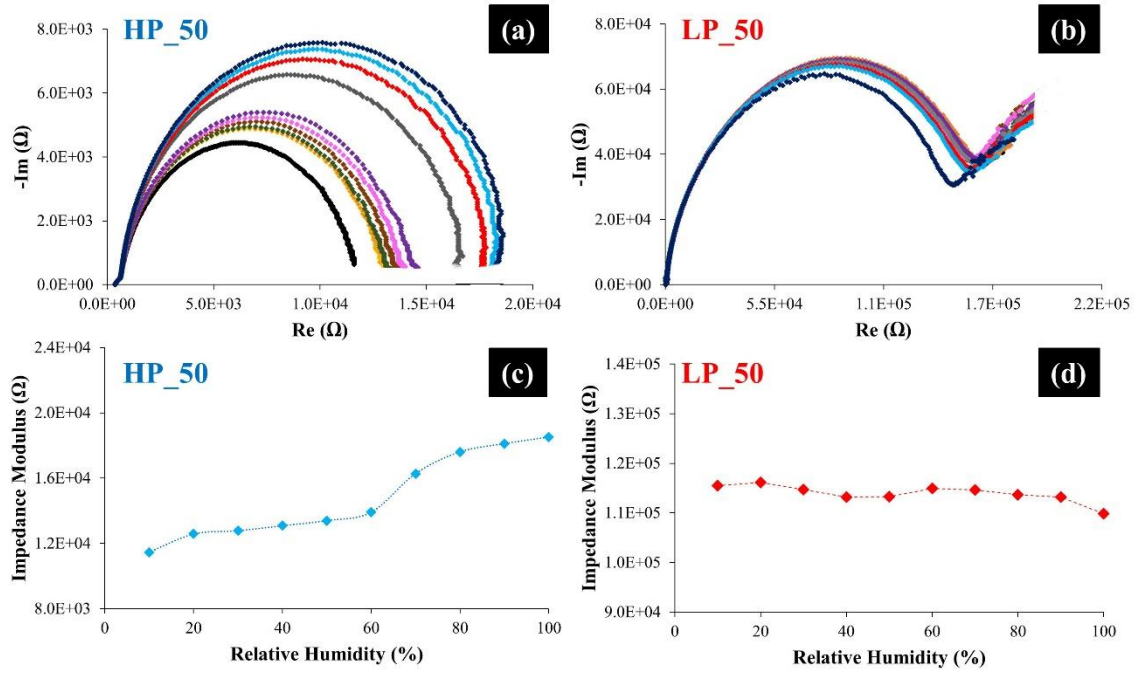 HP_50
(a)
8.0E+03
6.0E+03
4.0E+03
2.0E+03
0.0E+00
-Im (Ω)
0.0E+00 5.0E+03 1.0E+04 1.5E+04 2.0E+04
Re (Ω)
LP_50
(b)
8.0E+04
6.0E+04
4.0E+04
2.0E+04
0.0E+00
-Im (Ω)
0.0E+00 5.5E+04 1.1E+05 1.7E+05 2.2E+05
Re (Ω)
HP_50
(c)
2.4E+04
2.0E+04
1.6E+04
1.2E+04
8.0E+03
Impedance Modulus (Ω)
0 20 40 60 80 100
Relative Humidity (%)
LP_50
(d)
1.4E+05
1.3E+05
1.2E+05
1.1E+05
1.0E+05
9.0E+04
Impedance Modulus (Ω)
0 20 40 60 80 100
Relative Humidity (%)